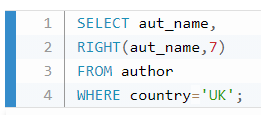 1 SELECT aut_name,
2 RIGHT(aut_name,7)
3 FROM author
4 WHERE country='UK';